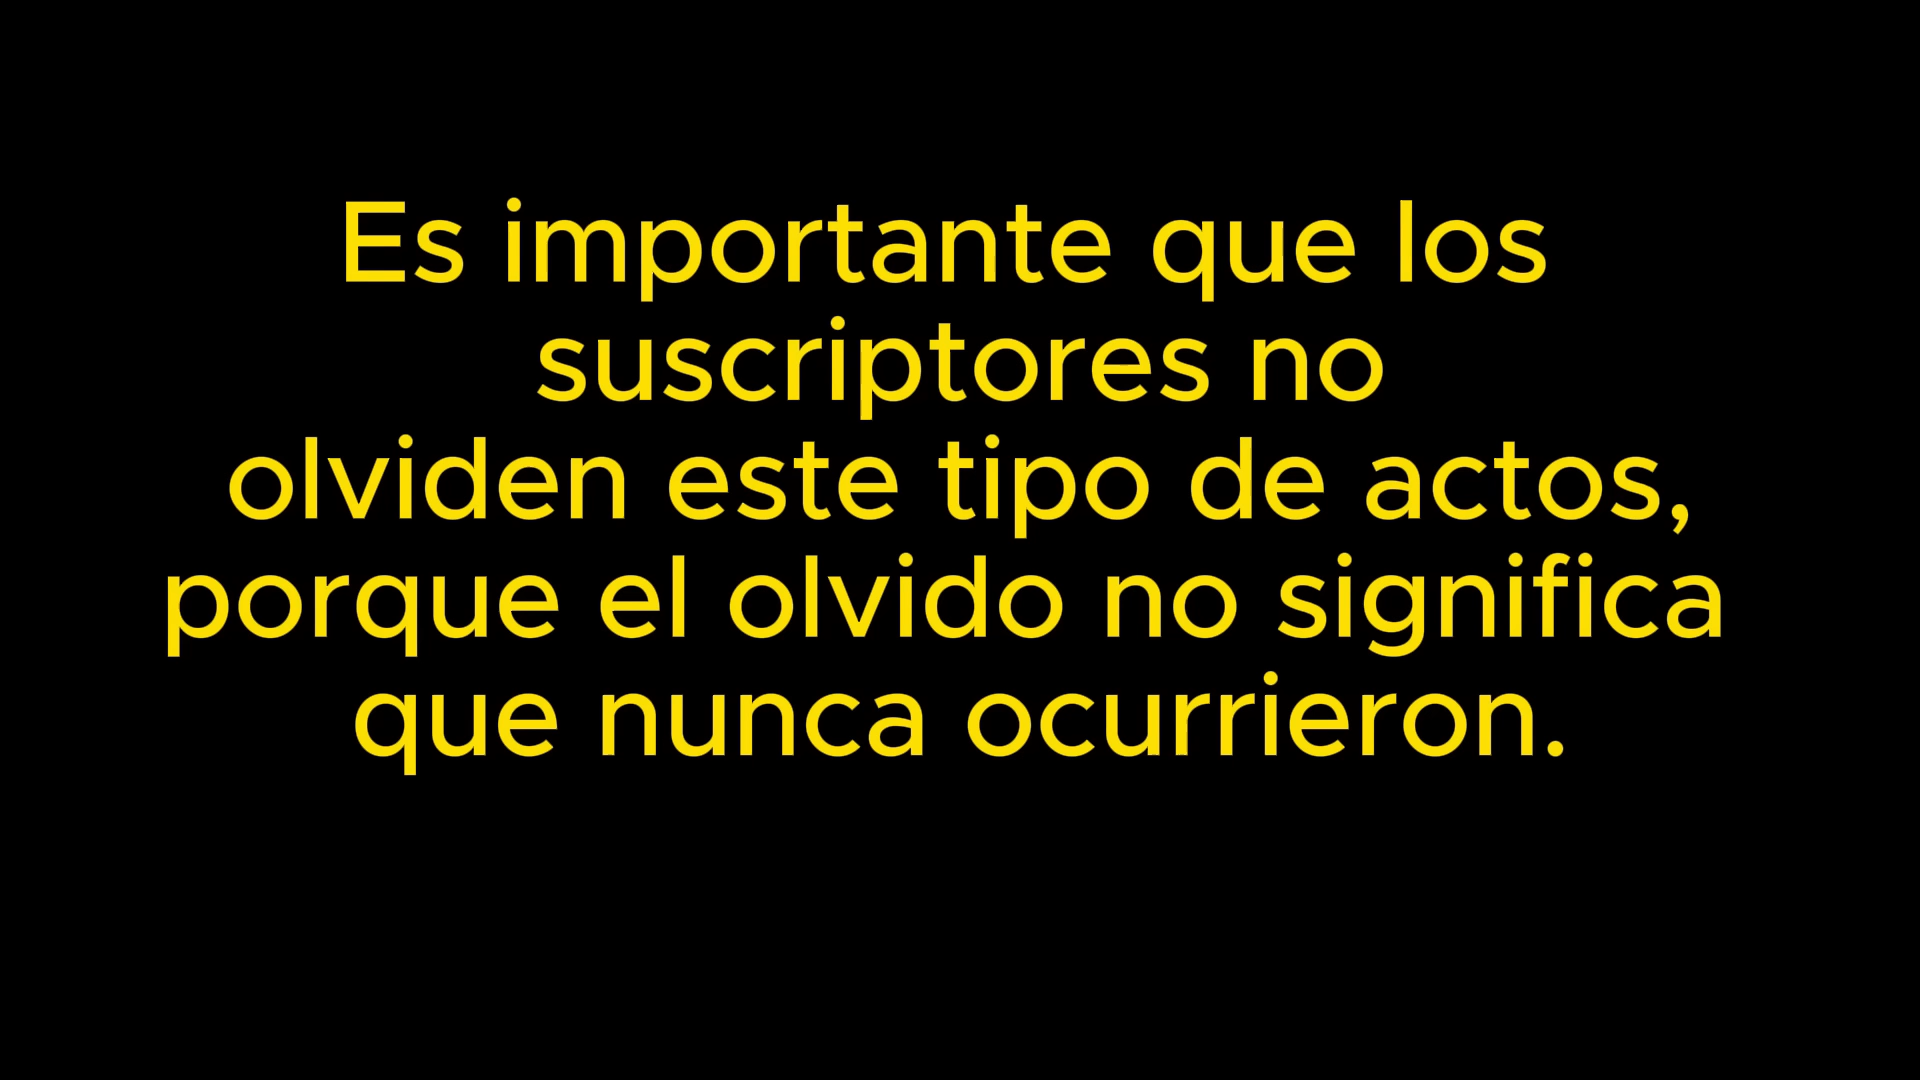 Es importante que los
suscriptores no
olviden este tipo de actos,
porque el olvido no significa
que nunca ocurrieron.